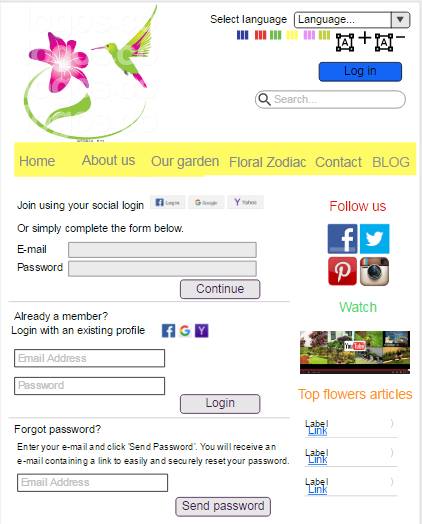 Select language Language...
A + A -
Log in
Search...
Home About us Our garden Floral Zodiac Contact BLOG
Join using your social login Log in Google Yahoo
Or simply complete the form below.
E-mail
Password
Continue
Already a member?
Login with an existing profile
Email Address
Password
Login
Forgot password?
Enter your e-mail and click 'Send Password'. You will receive an
e-mail containing a link to easily and securely reset your password.
Email Address
Send password
Follow us
Watch
YouTube
Top flowers articles
Label
Link
Label
Link
Label
Link